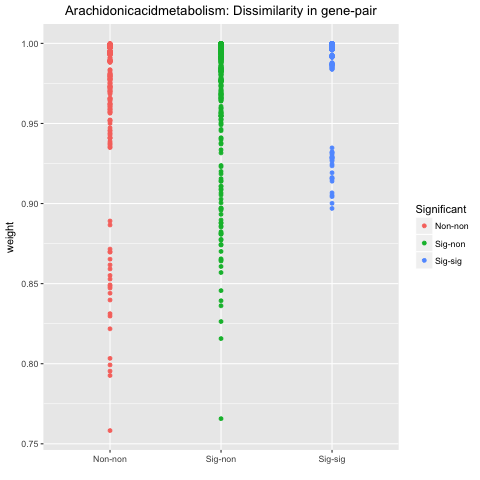 Arachidonicacidmetabolism: Dissimilarity in gene-pair
weight
1.00
0.95
0.90
0.85
0.80
0.75
Non-non
Sig-non
Sig-sig
Significant
Non-non
Sig-non
Sig-sig